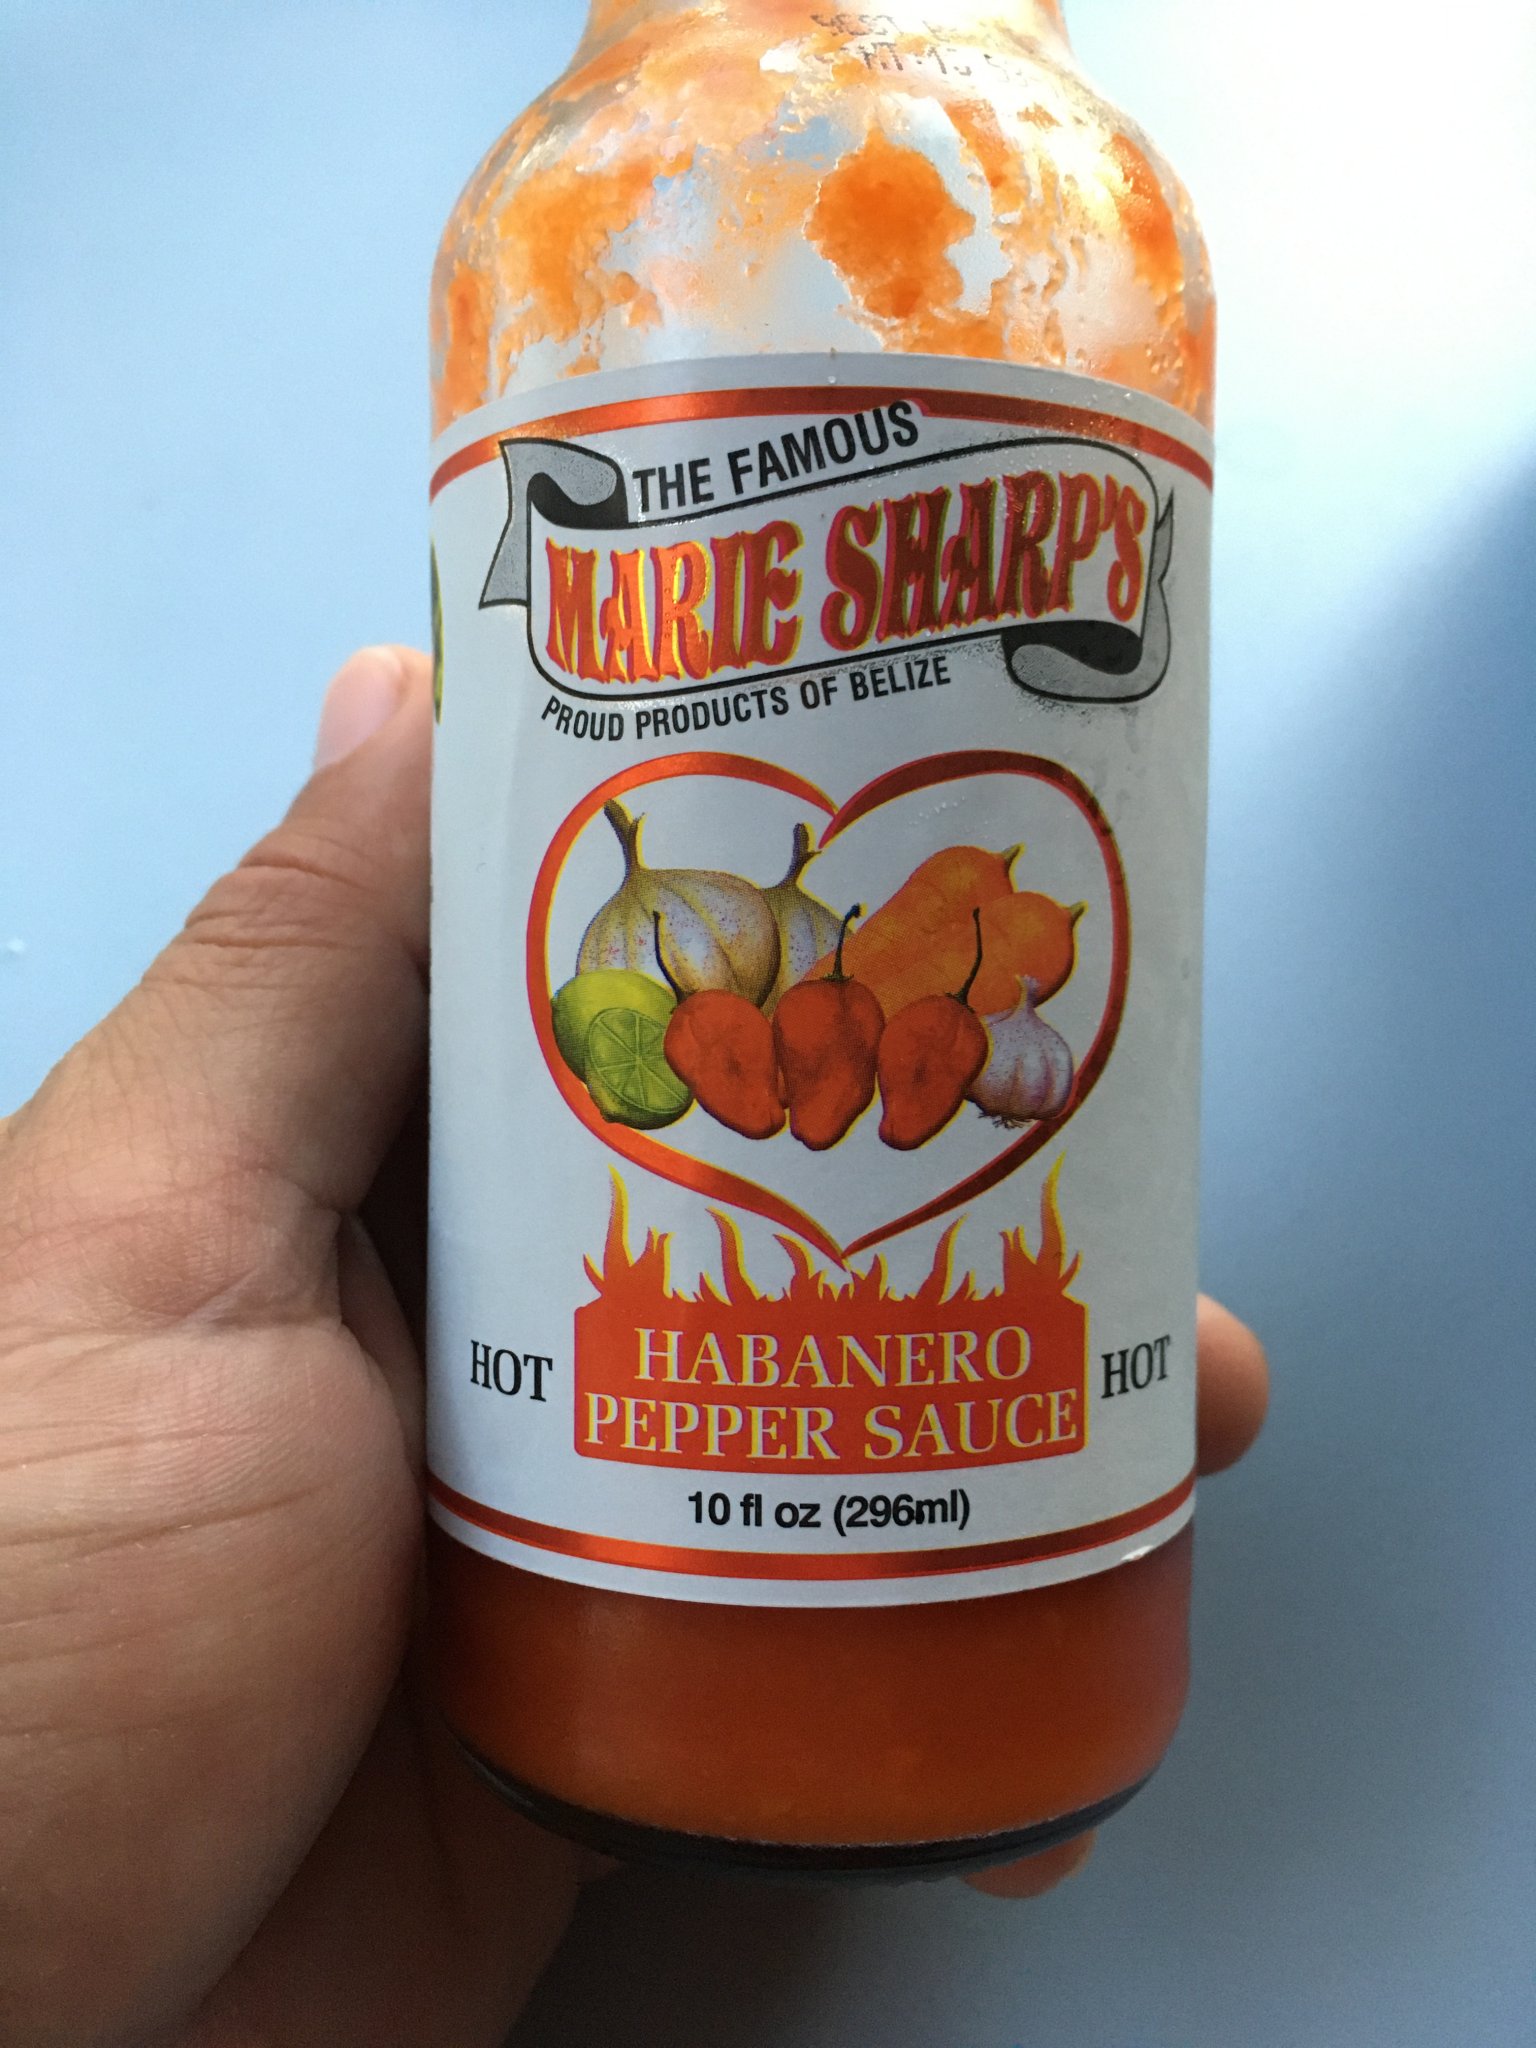 THE FAMOUS
MARIE SHARP'S
PROUD PRODUCTS OF BELIZE
HOT HABANERO HOT
PEPPER SAUCE
10 fl oz (296ml)